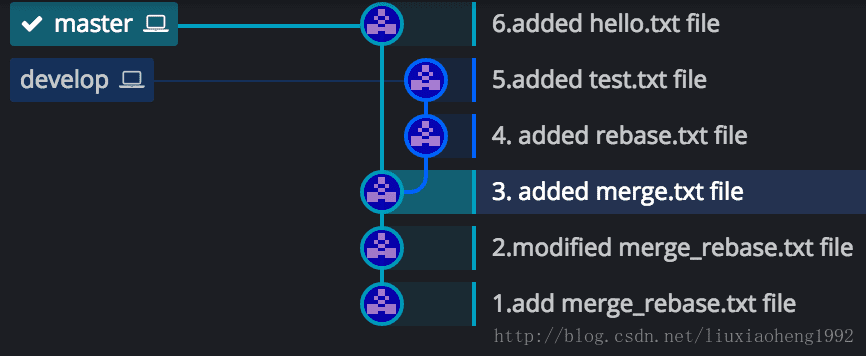 master
6.added hello.txt file
develop
5.added test.txt file
4. added rebase.txt file
3. added merge.txt file
2.modified merge_rebase.txt file
1.add merge_rebase.txt file
http://blog.csdn.net/liuxiaoheng1992